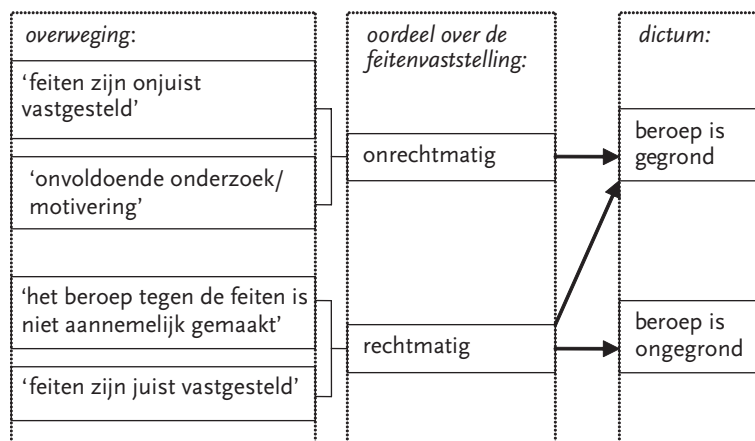 overweging:
‘feiten zijn onjuist
vastgesteld’
‘onvoldoende onderzoek/
motivering’
‘het beroep tegen de feiten is
niet aannemelijk gemaakt’
‘feiten zijn juist vastgesteld’
oordeel over de
feitenvaststelling:
onrechtmatig
rechtmatig
dictum:
beroep is
gegrond
beroep is
ongegrond